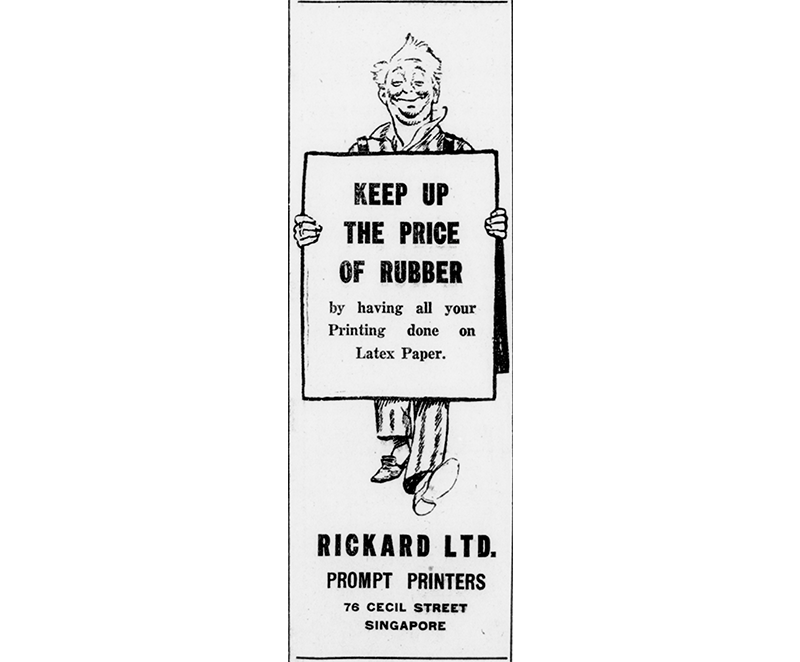 KEEP UP
THE PRICE
OF RUBBER
by having all your
Printing done on
Latex Paper.
RICKARD LTD.
PROMPT PRINTERS
76 CECIL STREET
SINGAPORE